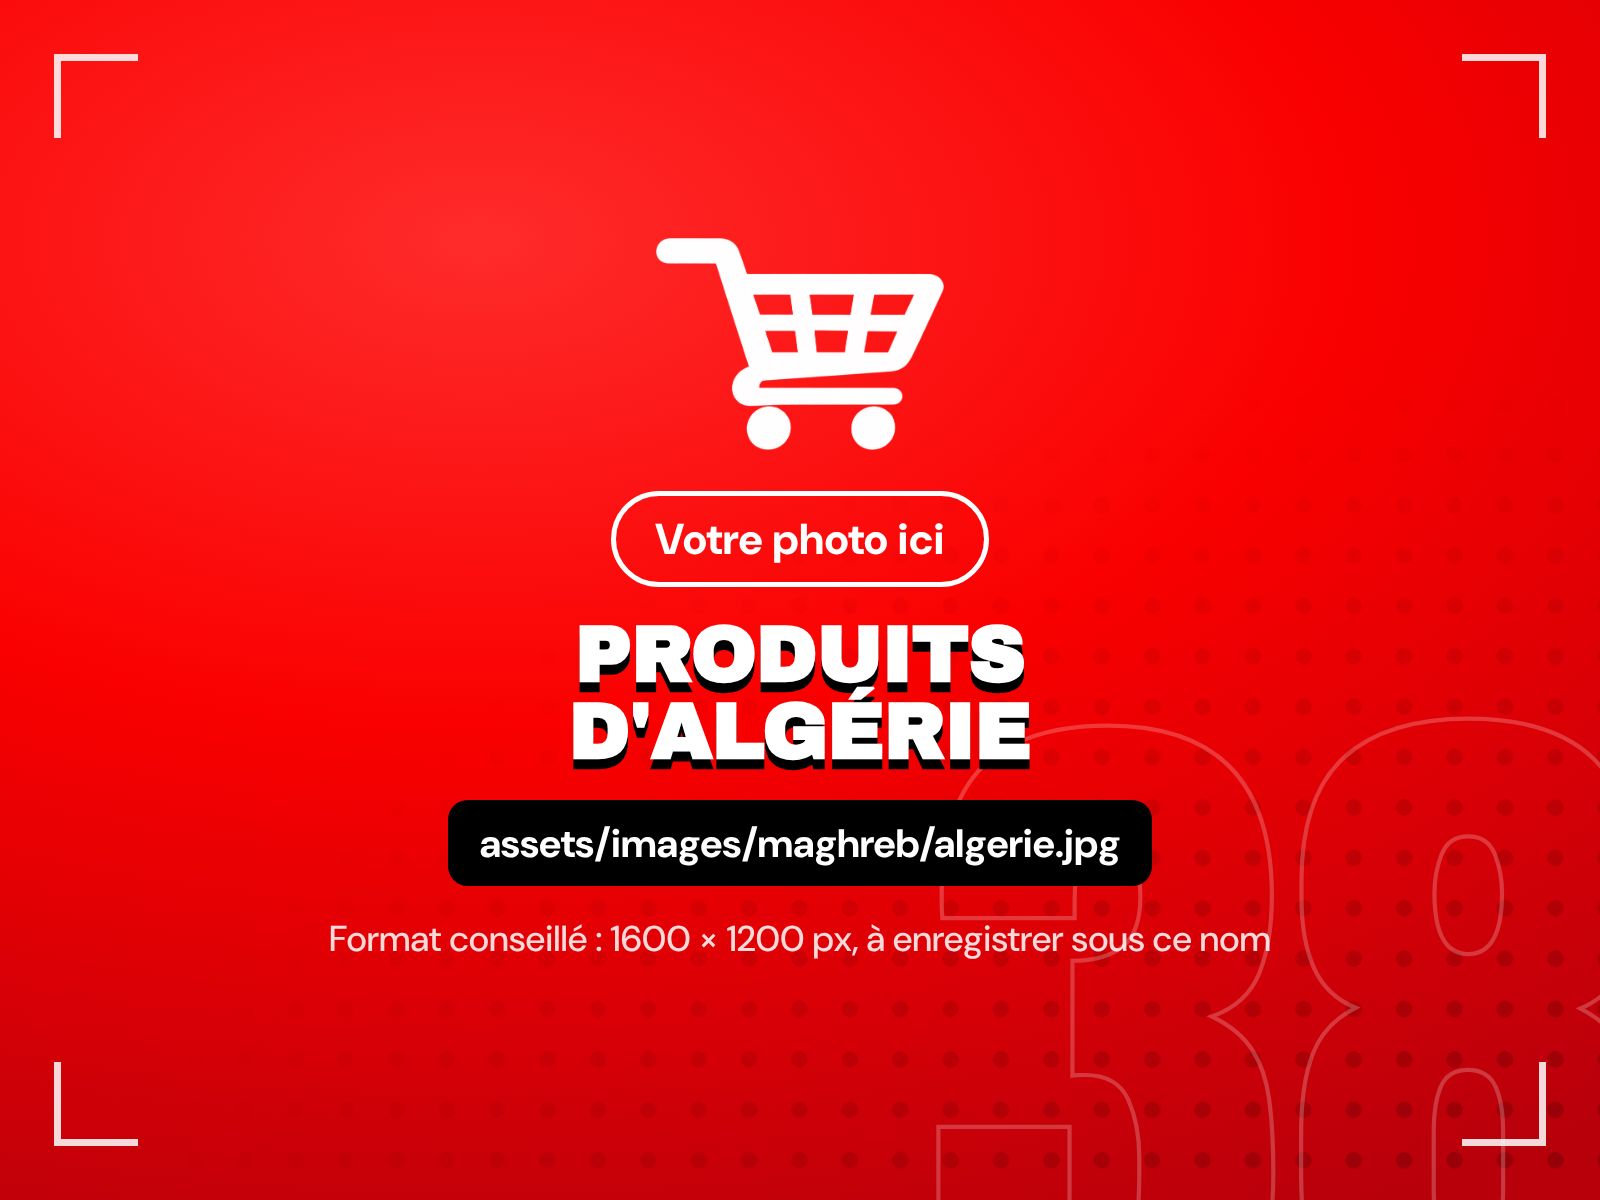 Votre photo ici
PRODUITS
D'ALGÉRIE
assets/images/maghreb/algerie.jpg
Format conseillé : 1600 × 1200 px, à enregistrer sous ce nom
38